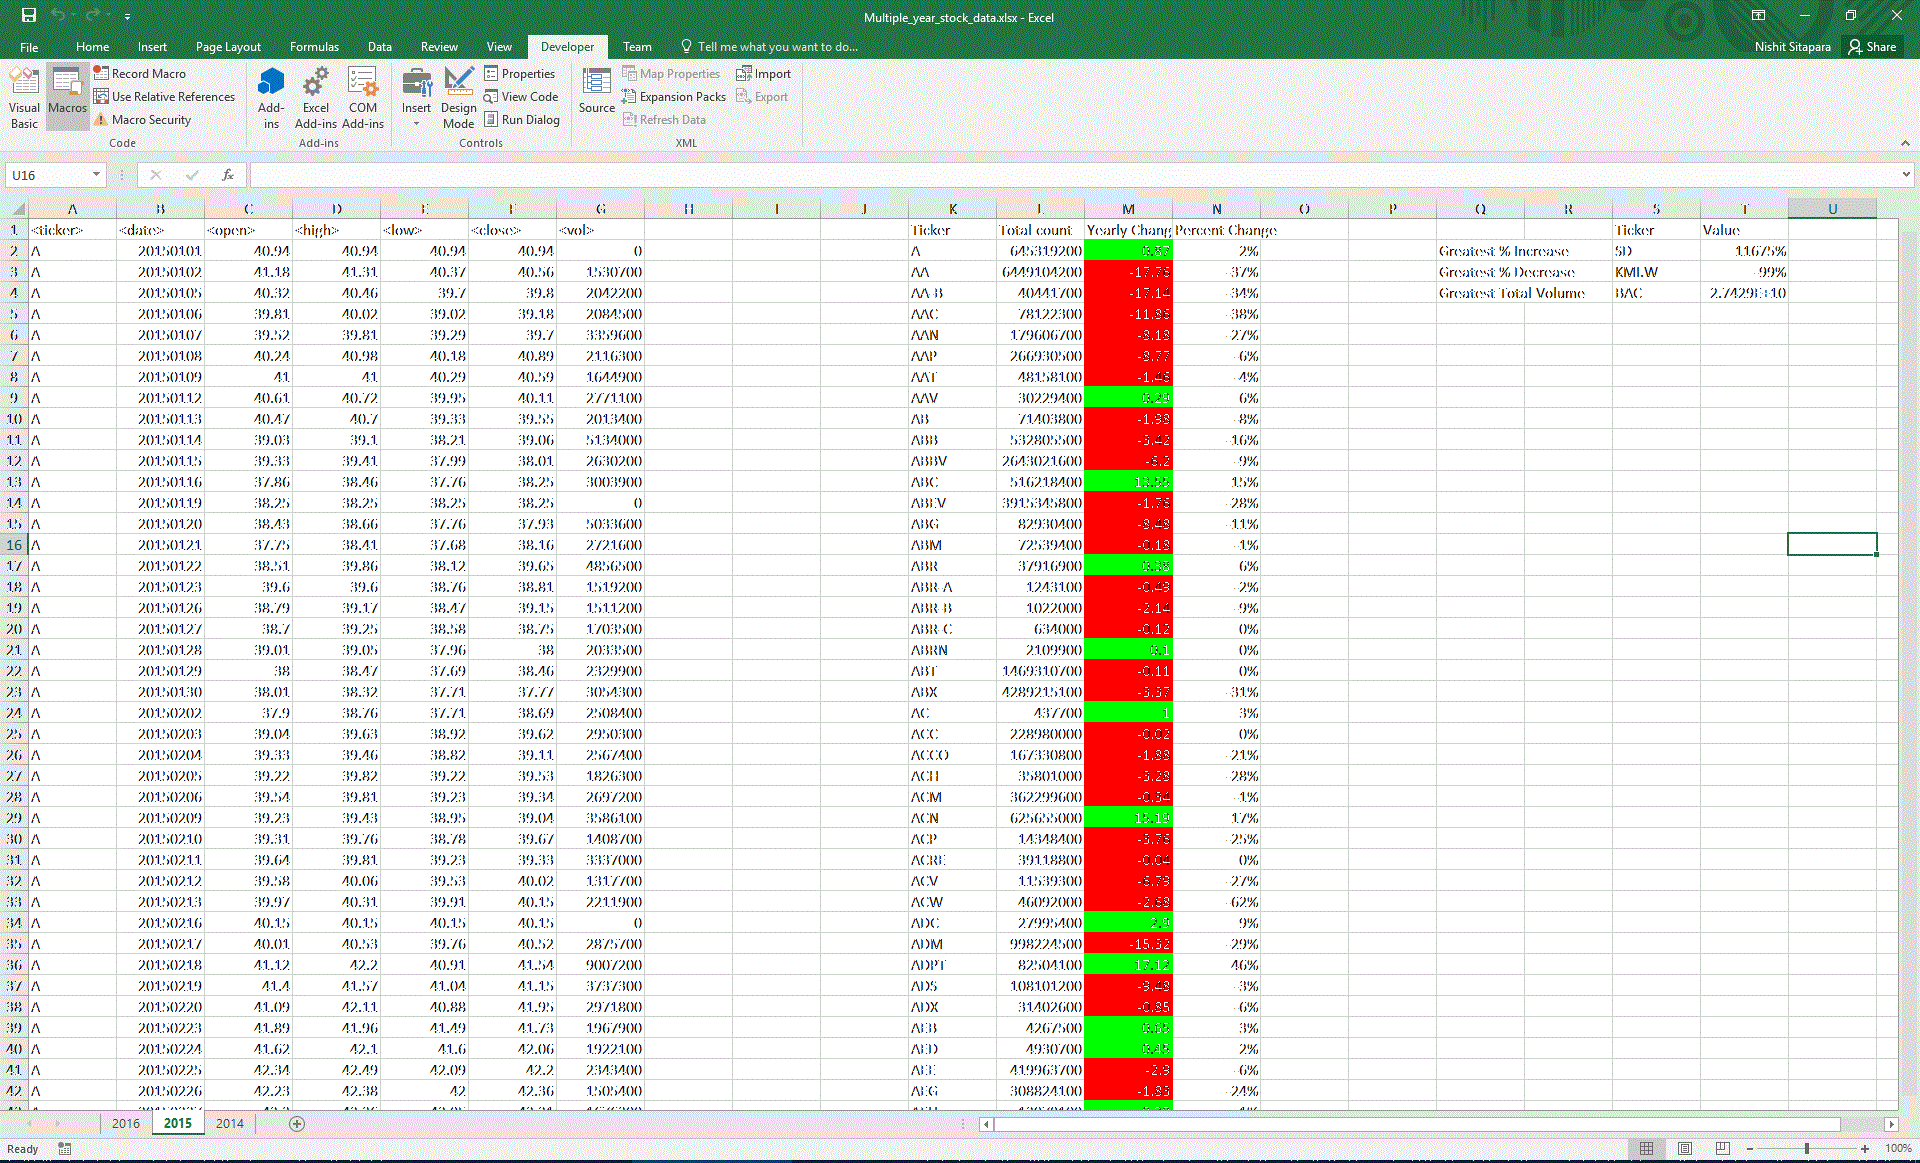 Multiple_year_stock_data.xlsx - Excel
File Home Insert Page Layout Formulas Data Review View Developer Team Tell me what you want to do... Nishit Sitapara Share
Visual Basic
Macros
Record Macro
Use Relative References
Macro Security
Code
Add-ins
Excel Add-ins
COM Add-ins
Add-ins
Insert
Design Mode
Properties
View Code
Run Dialog
Controls
Source
Map Properties
Expansion Packs
Refresh Data
Import
Export
XML
U16 fx
A B C D E F G H I J K L M N O P Q R S T U
1 <ticker> <date> <open> <high> <low> <close> <vol> Ticker Total count Yearly Chang Percent Change Ticker Value
2 A 20150101 40.94 40.94 40.94 40.94 0 A 645319200 0.87 2% Greatest % Increase SD 11675%
3 A 20150102 41.18 41.31 40.37 40.56 1530700 AA 6449104200 -17.76 -37% Greatest % Decrease KMI.W -99%
4 A 20150105 40.32 40.46 39.7 39.8 2042200 AA-B 40441700 -17.14 -34% Greatest Total Volume BAC 2.7429E+10
5 A 20150106 39.81 40.02 39.02 39.18 2084500 AAC 78122300 -11.86 -38%
6 A 20150107 39.52 39.81 39.29 39.7 3359600 AAN 179606700 -8.18 -27%
7 A 20150108 40.24 40.98 40.18 40.89 2116300 AAP 266930500 -8.77 -6%
8 A 20150109 41 41 40.29 40.59 1644900 AAT 48158100 -1.46 -4%
9 A 20150112 40.61 40.72 39.95 40.11 2771100 AAV 30229400 0.29 6%
10 A 20150113 40.47 40.7 39.33 39.55 2013400 AB 71403800 -1.98 -8%
11 A 20150114 39.03 39.1 38.21 39.06 5134000 ABB 532805500 -3.42 -16%
12 A 20150115 39.33 39.41 37.99 38.01 2630200 ABBV 2643021600 -6.2 -9%
13 A 20150116 37.86 38.46 37.76 38.25 3003900 ABC 516218400 13.55 15%
14 A 20150119 38.25 38.25 38.25 38.25 0 ABEV 3915345800 -1.76 -28%
15 A 20150120 38.43 38.66 37.76 37.93 5033600 ABG 82930400 -8.48 -11%
16 A 20150121 37.75 38.41 37.68 38.16 2721600 ABM 72539400 -0.18 -1%
17 A 20150122 38.51 39.86 38.12 39.65 4856500 ABR 37916900 0.38 6%
18 A 20150123 39.6 39.6 38.76 38.81 1519200 ABR-A 1243100 -0.49 -2%
19 A 20150126 38.79 39.17 38.47 39.15 1511200 ABR-B 1022000 -2.14 -9%
20 A 20150127 38.7 39.25 38.58 38.75 1703500 ABR-C 634000 -0.12 0%
21 A 20150128 39.01 39.05 37.96 38 2033500 ABRN 2109900 0.1 0%
22 A 20150129 38 38.47 37.69 38.46 2329900 ABT 1469310700 -0.11 0%
23 A 20150130 38.01 38.32 37.71 37.77 3054300 ABX 4289215100 -3.37 -31%
24 A 20150202 37.9 38.76 37.71 38.69 2508400 AC 437700 1 3%
25 A 20150203 39.04 39.63 38.92 39.62 2950300 ACC 228980000 -0.02 0%
26 A 20150204 39.33 39.46 38.82 39.11 2567400 ACCO 167330800 -1.88 -21%
27 A 20150205 39.22 39.82 39.22 39.53 1826300 ACH 35801000 -3.28 -28%
28 A 20150206 39.54 39.81 39.23 39.34 2697200 ACM 362299600 -0.34 -1%
29 A 20150209 39.23 39.43 38.95 39.04 3586100 ACN 625655000 15.19 17%
30 A 20150210 39.31 39.76 38.78 39.67 1408700 ACP 14348400 -3.76 -25%
31 A 20150211 39.64 39.81 39.23 39.33 3337000 ACRE 39118800 -0.04 0%
32 A 20150212 39.58 40.06 39.53 40.02 1317700 ACV 11539300 -6.79 -27%
33 A 20150213 39.97 40.31 39.91 40.15 2211900 ACW 46092000 -2.68 -62%
34 A 20150216 40.15 40.15 40.15 40.15 0 ADC 27995400 2.9 9%
35 A 20150217 40.01 40.53 39.76 40.52 2875700 ADM 998224500 -15.32 -29%
36 A 20150218 41.12 42.2 40.91 41.54 9007200 ADPT 82504100 17.12 46%
37 A 20150219 41.4 41.57 41.04 41.15 3737300 ADS 108101200 -9.48 -3%
38 A 20150220 41.09 42.11 40.88 41.95 2971800 ADX 31402600 -0.85 -6%
39 A 20150223 41.89 41.96 41.49 41.73 1967900 AEB 4267500 0.65 3%
40 A 20150224 41.62 42.1 41.6 42.06 1922100 AED 4930700 0.45 2%
41 A 20150225 42.34 42.49 42.09 42.2 2343400 AEE 419963700 -2.9 -6%
42 A 20150226 42.23 42.38 42 42.36 1505400 AEG 308824100 -1.83 -24%
2016 2015 2014
Ready 100%